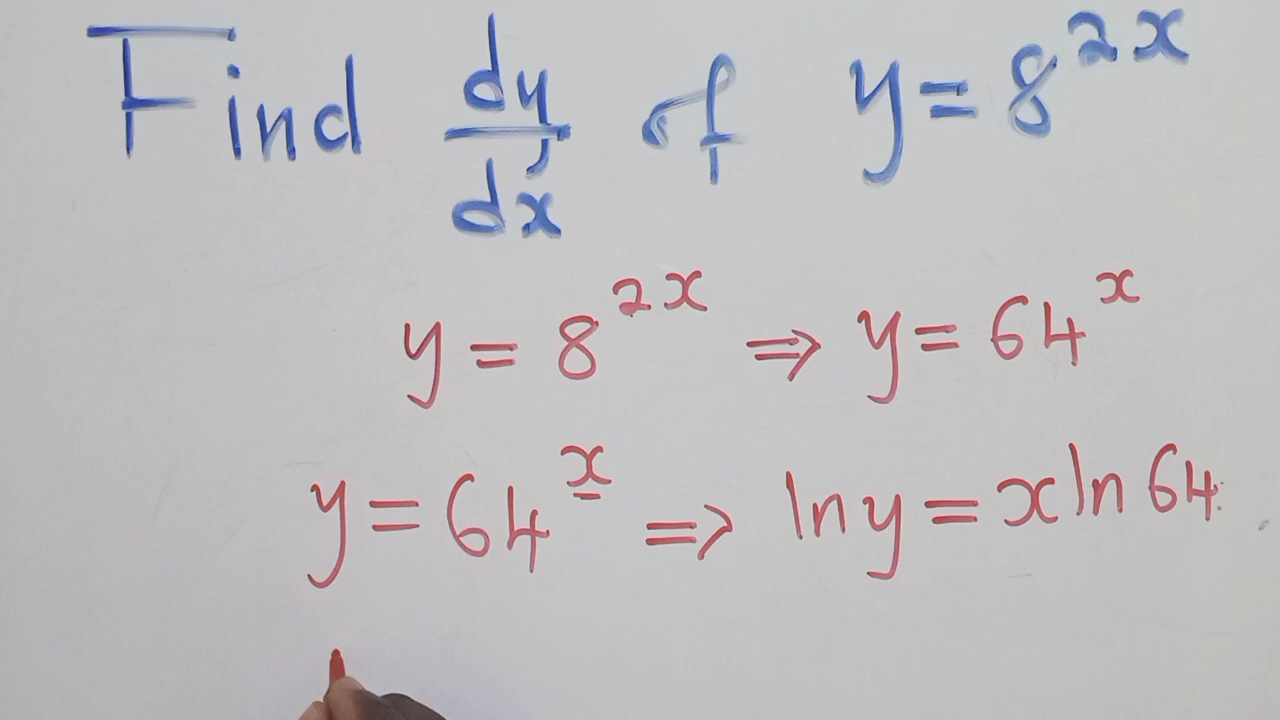 Find dy/dx of y = 8^{2x}
y = 8^{2x} ⇒ y = 64^x
y = 64^x ⇒ ln y = x ln 64